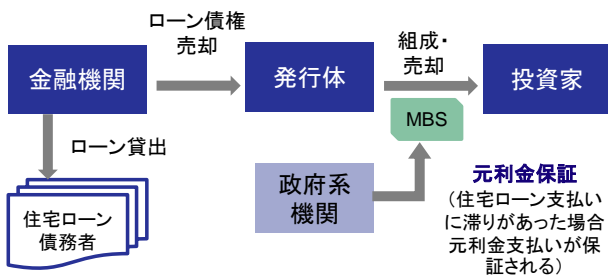 ローン債権
売却
組成・
売却
金融機関
発行体
投資家
MBS
ローン貸出
住宅ローン
債務者
政府系
機関
元利金保証
（住宅ローン支払い
に滞りがあった場合
元利金支払いが保
証される）